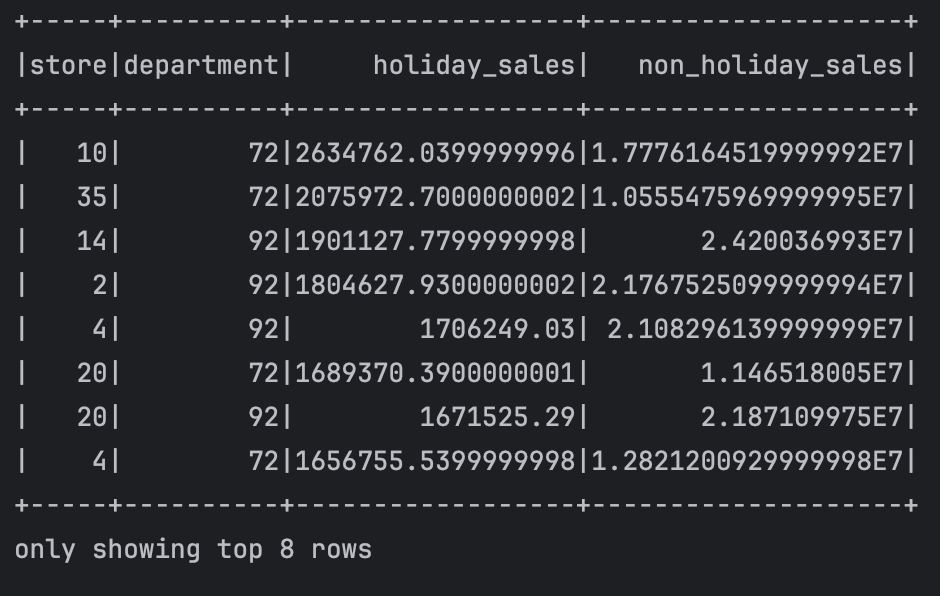 +-----+----------+------------------+--------------------+
|store|department|     holiday_sales|   non_holiday_sales|
+-----+----------+------------------+--------------------+
|   10|        72|2634762.0399999996|1.7776164519999992E7|
|   35|        72|2075972.7000000002|1.0555475969999995E7|
|   14|        92|1901127.7799999998|       2.420036993E7|
|    2|        92|1804627.9300000002|2.1767525099999994E7|
|    4|        92|        1706249.03| 2.108296139999999E7|
|   20|        72|1689370.3900000001|       1.146518005E7|
|   20|        92|        1671525.29|       2.187109975E7|
|    4|        72|1656755.5399999998|1.2821200929999998E7|
+-----+----------+------------------+--------------------+
only showing top 8 rows